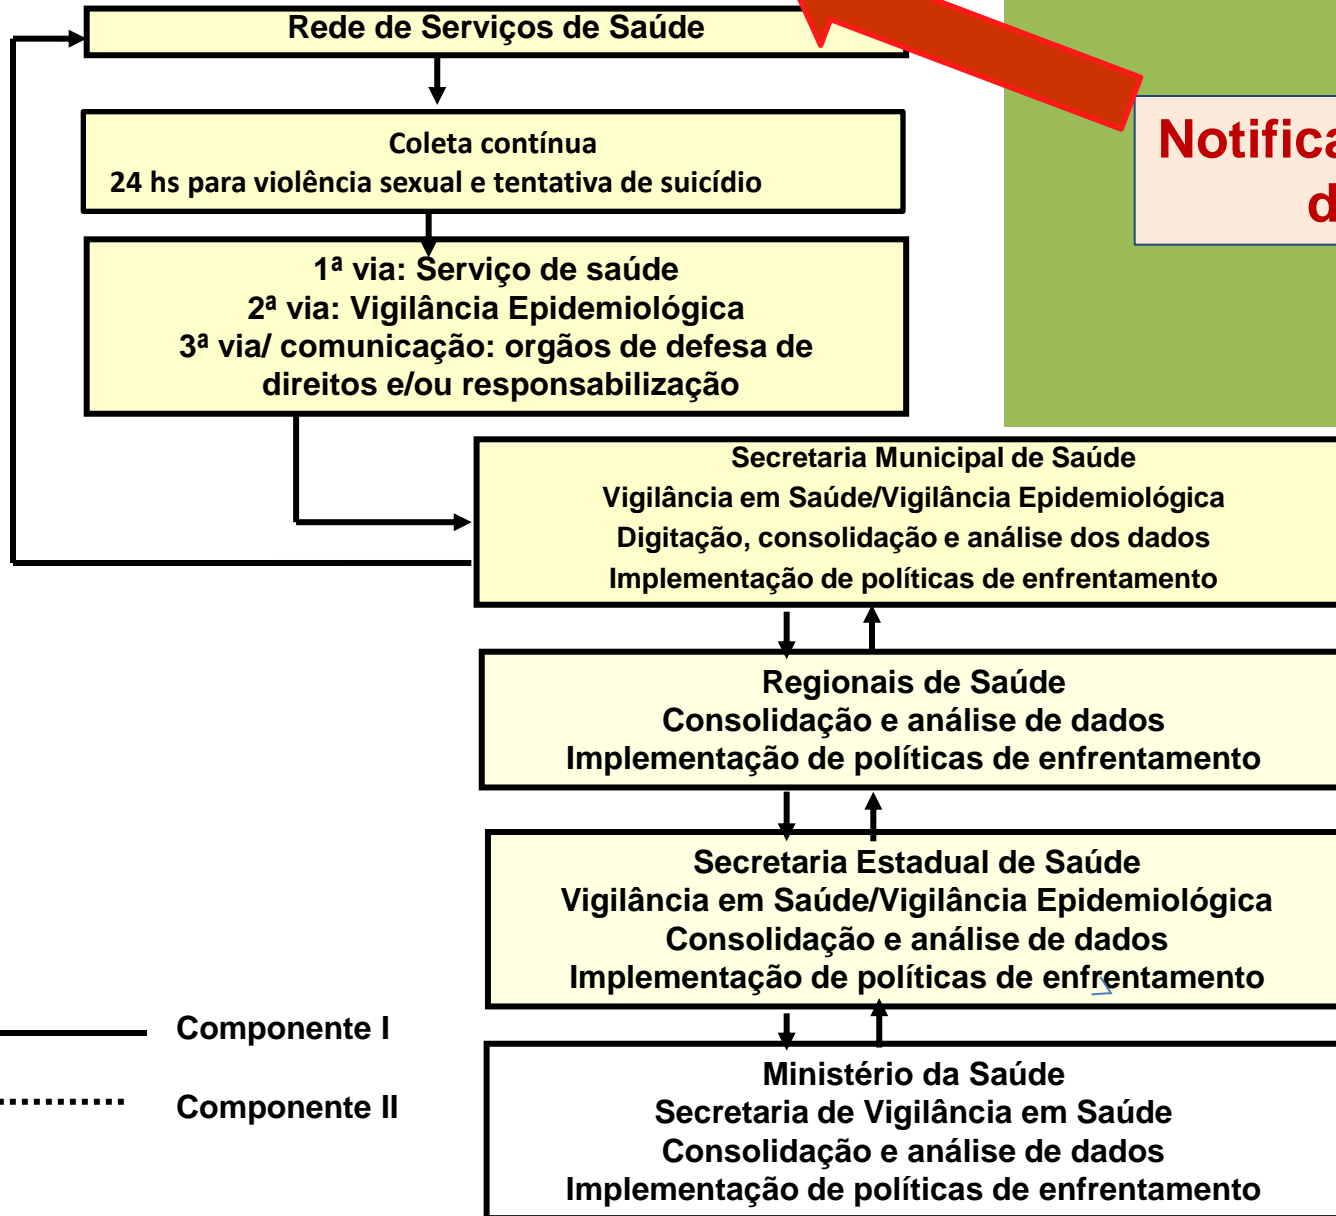 Rede de Serviços de Saúde
Coleta contínua
24 hs para violência sexual e tentativa de suicídio
1ª via: Serviço de saúde
2ª via: Vigilância Epidemiológica
3ª via/ comunicação: orgãos de defesa de
direitos e/ou responsabilização
Secretaria Municipal de Saúde
Vigilância em Saúde/Vigilância Epidemiológica
Digitação, consolidação e análise dos dados
Implementação de políticas de enfrentamento
Regionais de Saúde
Consolidação e análise de dados
Implementação de políticas de enfrentamento
Secretaria Estadual de Saúde
Vigilância em Saúde/Vigilância Epidemiológica
Consolidação e análise de dados
Implementação de políticas de enfrentamento
Ministério da Saúde
Secretaria de Vigilância em Saúde
Consolidação e análise de dados
Implementação de políticas de enfrentamento
Componente I
Componente II